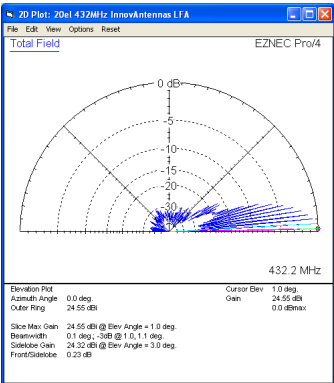 2D Plot: 20el 432MHz InnovAntennas LFA
File Edit View Options Reset
Total Field
EZNEC Pro/4
0 dB
-5
-10
-15
-20
-30
432.2 MHz
Elevation Plot
Azimuth Angle 0.0 deg.
Outer Ring 24.55 dBi
Cursor Elev 1.0 deg.
Gain 24.55 dBi
0.0 dBmax
Slice Max Gain 24.55 dBi @ Elev Angle = 1.0 deg.
Beamwidth 0.1 deg.; -3dB @ 1.0, 1.1 deg.
Sidelobe Gain 24.32 dBi @ Elev Angle = 3.0 deg.
Front/Sidelobe 0.23 dB